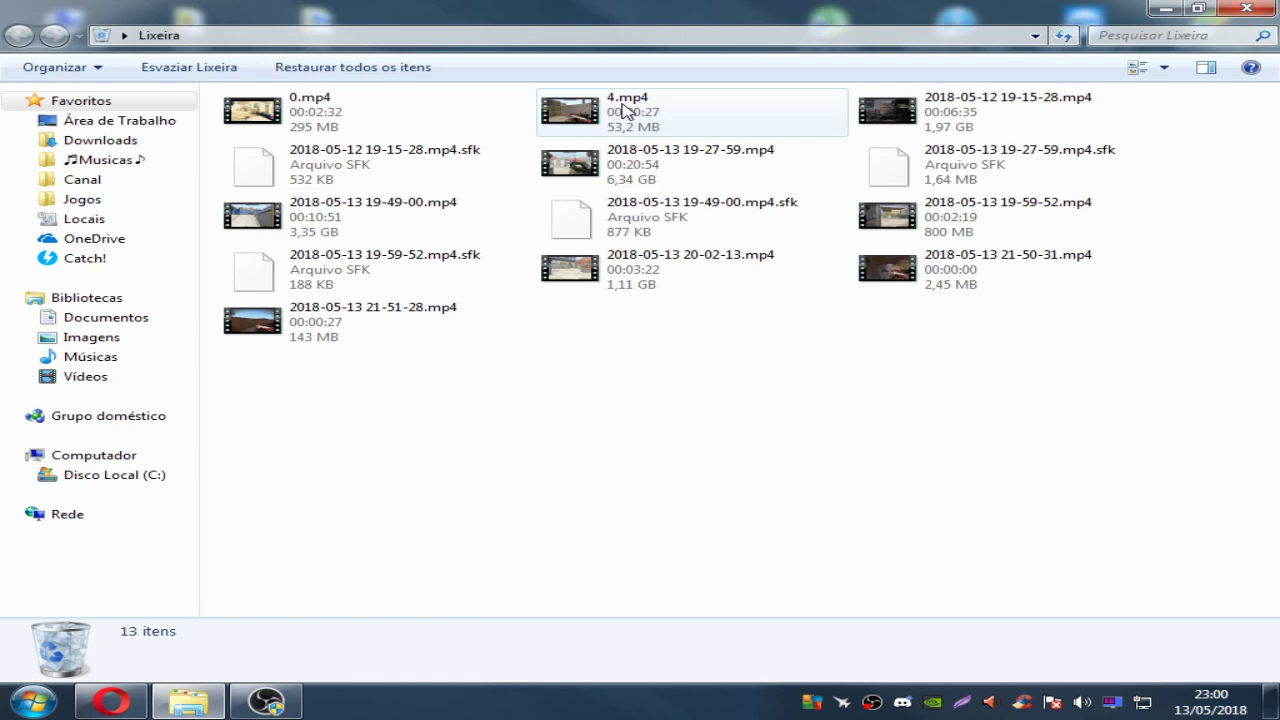 Lixeira
Pesquisar Lixeira
Organizar
Esvaziar Lixeira
Restaurar todos os itens
Favoritos
Área de Trabalho
Downloads
♫Musicas♪
Canal
Jogos
Locais
OneDrive
Catch!
Bibliotecas
Documentos
Imagens
Músicas
Vídeos
Grupo doméstico
Computador
Disco Local (C:)
Rede
0.mp4
00:02:32
295 MB
4.mp4
00:00:27
53,2 MB
2018-05-12 19-15-28.mp4
00:06:35
1,97 GB
2018-05-12 19-15-28.mp4.sfk
Arquivo SFK
532 KB
2018-05-13 19-27-59.mp4
00:20:54
6,34 GB
2018-05-13 19-27-59.mp4.sfk
Arquivo SFK
1,64 MB
2018-05-13 19-49-00.mp4
00:10:51
3,35 GB
2018-05-13 19-49-00.mp4.sfk
Arquivo SFK
877 KB
2018-05-13 19-59-52.mp4
00:02:19
800 MB
2018-05-13 19-59-52.mp4.sfk
Arquivo SFK
188 KB
2018-05-13 20-02-13.mp4
00:03:22
1,11 GB
2018-05-13 21-50-31.mp4
00:00:00
2,45 MB
2018-05-13 21-51-28.mp4
00:00:27
143 MB
13 itens
23:00
13/05/2018